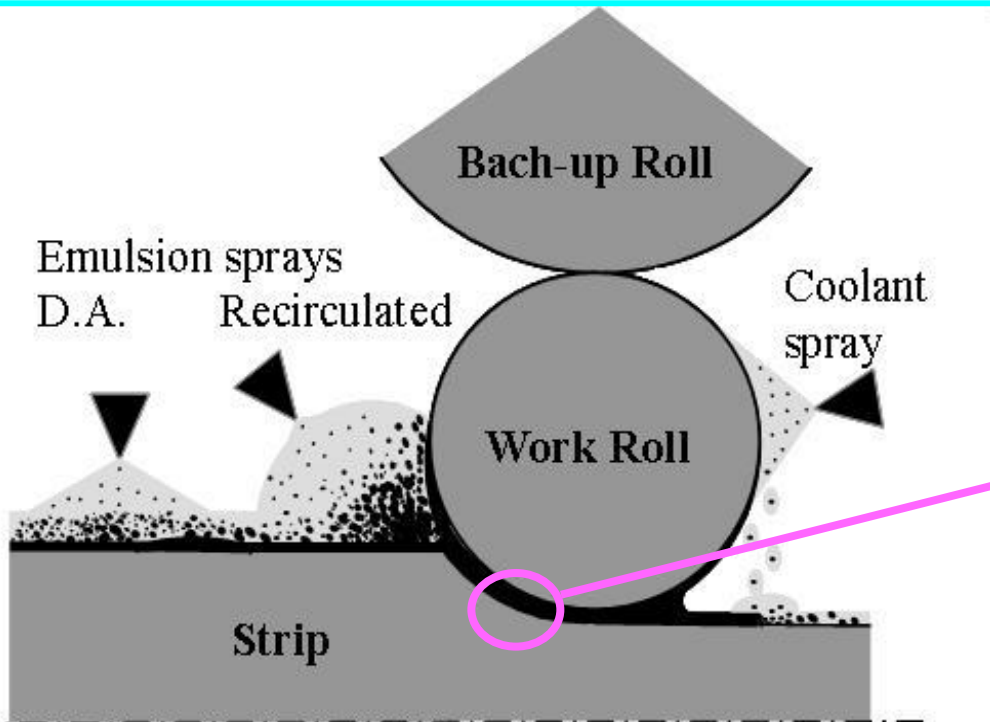 Bach-up Roll
Emulsion sprays
D.A. Recirculated
Coolant
spray
Work Roll
Strip